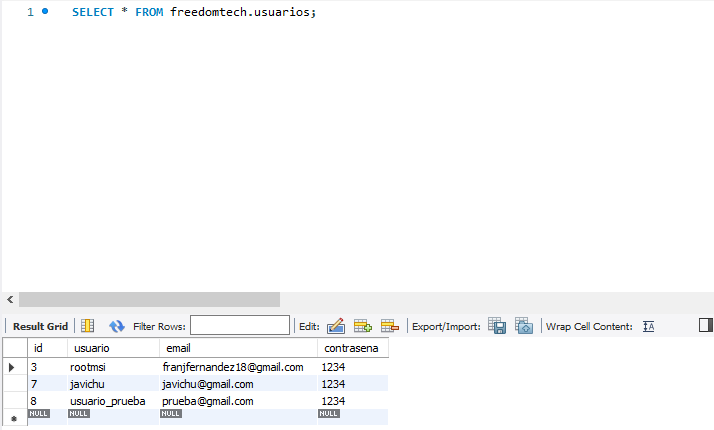 1 SELECT * FROM freedomtech.usuarios;
Result Grid Filter Rows: Edit: Export/Import: Wrap Cell Content: IA
id usuario email contrasena
3 rootmsi franjfernandez18@gmail.com 1234
7 javichu javichu@gmail.com 1234
8 usuario_prueba prueba@gmail.com 1234
NULL NULL NULL NULL